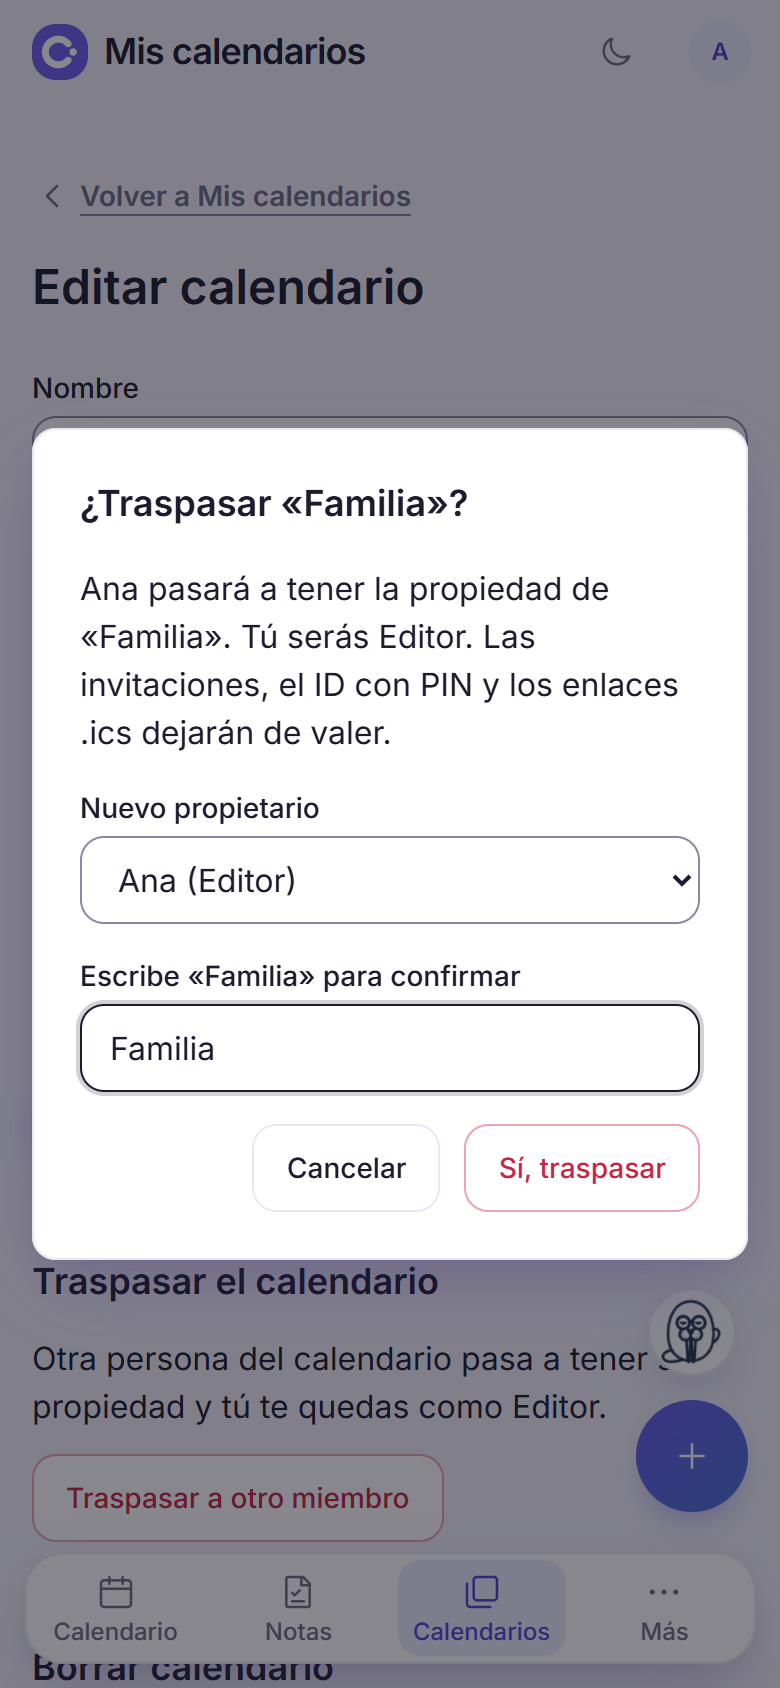 Mis calendarios
A
Volver a Mis calendarios
Editar calendario
Nombre
¿Traspasar «Familia»?
Ana pasará a tener la propiedad de
«Familia». Tú serás Editor. Las
invitaciones, el ID con PIN y los enlaces
.ics dejarán de valer.
Nuevo propietario
Ana (Editor)
Escribe «Familia» para confirmar
Familia
Cancelar
Sí, traspasar
Traspasar el calendario
Otra persona del calendario pasa a tener
propiedad y tú te quedas como Editor.
Traspasar a otro miembro
Calendario
Notas
Calendarios
Más
Borrar calendario